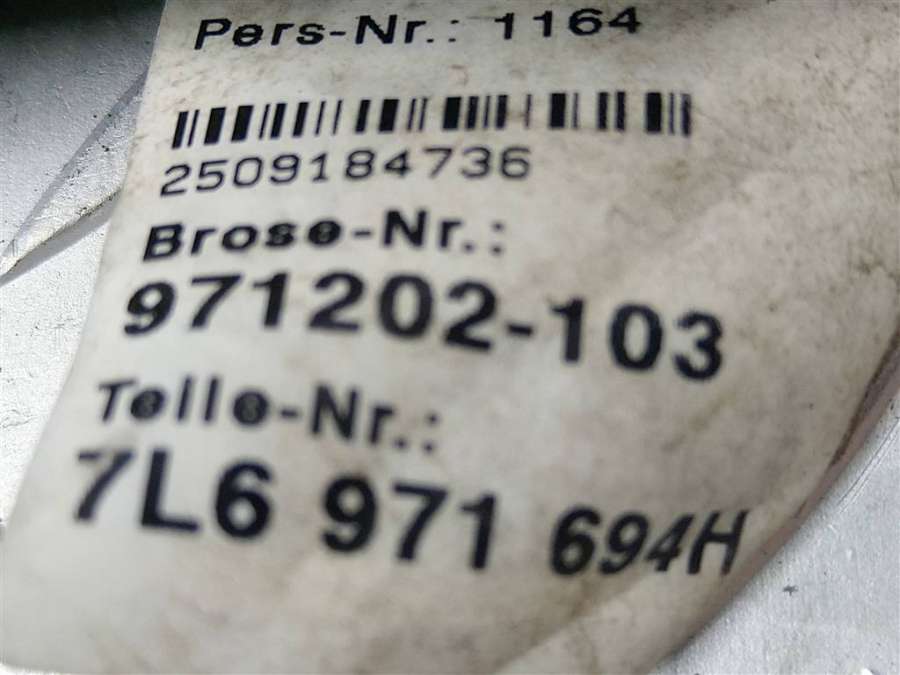 Pers-Nr.: 1164
2509184736
Brose-Nr.:
971202-103
Teile-Nr.:
7L6 971 694H